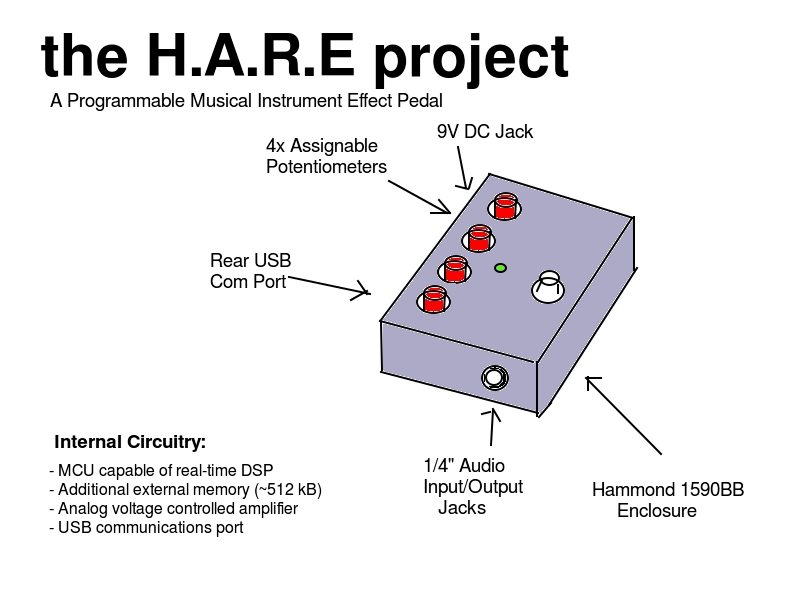 the H.A.R.E project
A Programmable Musical Instrument Effect Pedal
9V DC Jack
4x Assignable
Potentiometers
Rear USB
Com Port
Internal Circuitry:
- MCU capable of real-time DSP
- Additional external memory (~512 kB)
- Analog voltage controlled amplifier
- USB communications port
1/4" Audio
Input/Output
Jacks
Hammond 1590BB
Enclosure